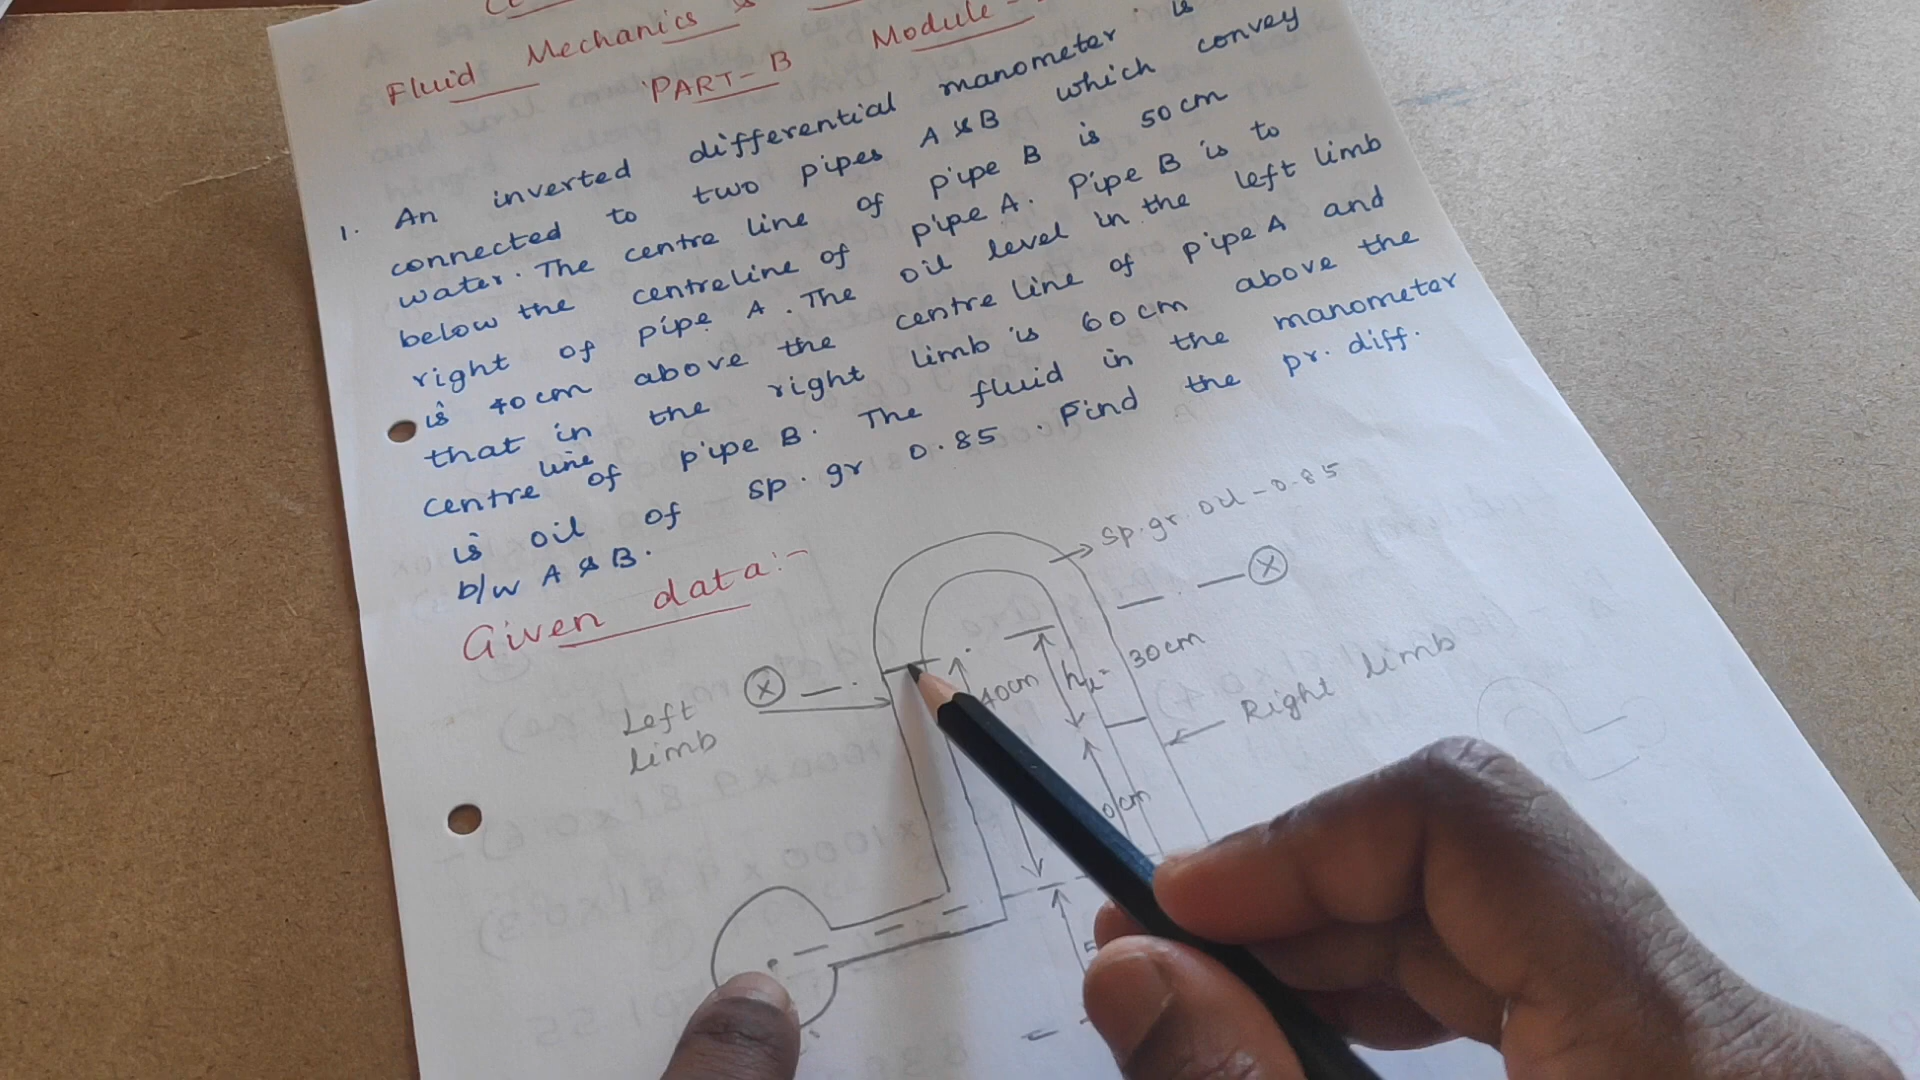 Fluid Mechanics &
PART-B Module-
1. An inverted differential manometer. is
connected to two pipes A & B which convey
water. The centre line of pipe B is 50 cm
below the centreline of pipe A. Pipe B is to
right of pipe A. The oil level in the left limb
is 40 cm above the centre line of pipe A and
that in the right limb is 60 cm above the
centre line of pipe B. The fluid in the manometer
is oil of sp. gr 0.85. Find the pr. diff.
b/w A & B.
Given data:-
sp. gr. oil - 0.85
X
X
30cm
40cm
Left
limb
Right limb
0cm
5